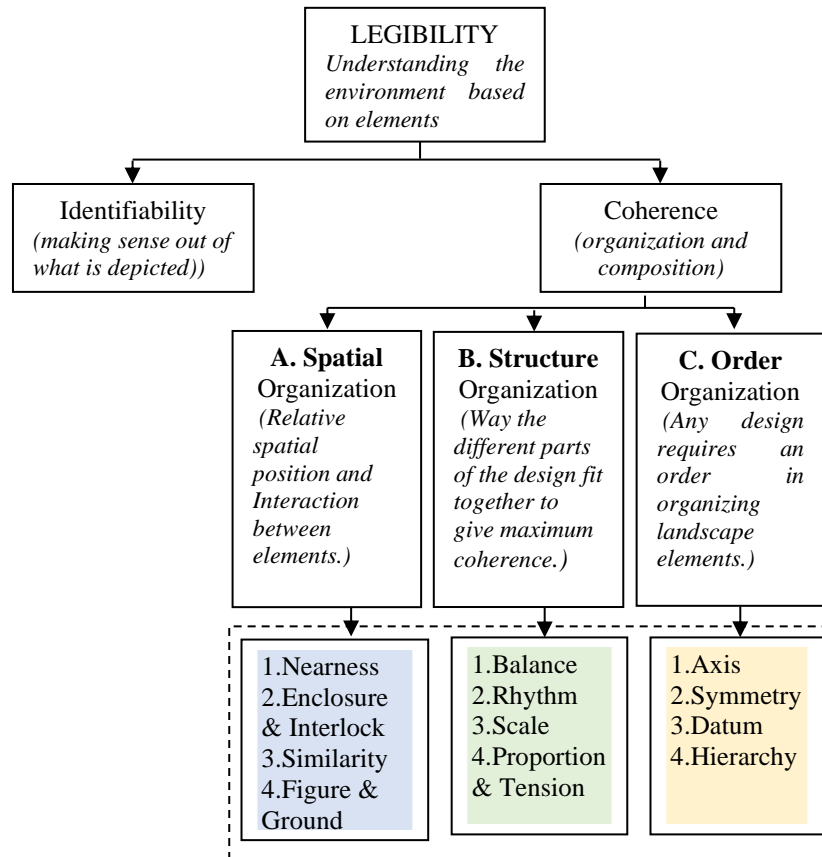 LEGIBILITY
Understanding the
environment based
on elements
Identifiability
(making sense out of
what is depicted))
Coherence
(organization and
composition)
A. Spatial
Organization
(Relative
spatial
position and
Interaction
between
elements.)
B. Structure
Organization
(Way the
different parts
of the design fit
together to
give maximum
coherence.)
C. Order
Organization
(Any design
requires an
order in
organizing
landscape
elements.)
1.Nearness
2.Enclosure
& Interlock
3.Similarity
4.Figure &
Ground
1.Balance
2.Rhythm
3.Scale
4.Proportion
& Tension
1.Axis
2.Symmetry
3.Datum
4.Hierarchy